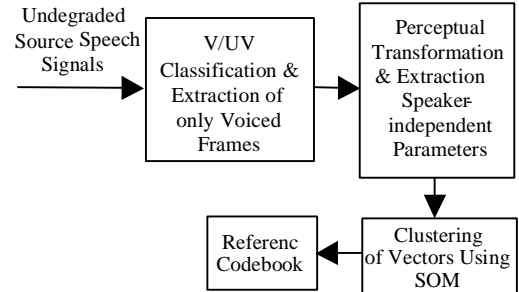 Undegraded
Source Speech
Signals
V/UV
Classification &
Extraction of
only Voiced
Frames
Perceptual
Transformation
& Extraction
Speaker-
independent
Parameters
Clustering
of Vectors Using
SOM
Referenc
Codebook